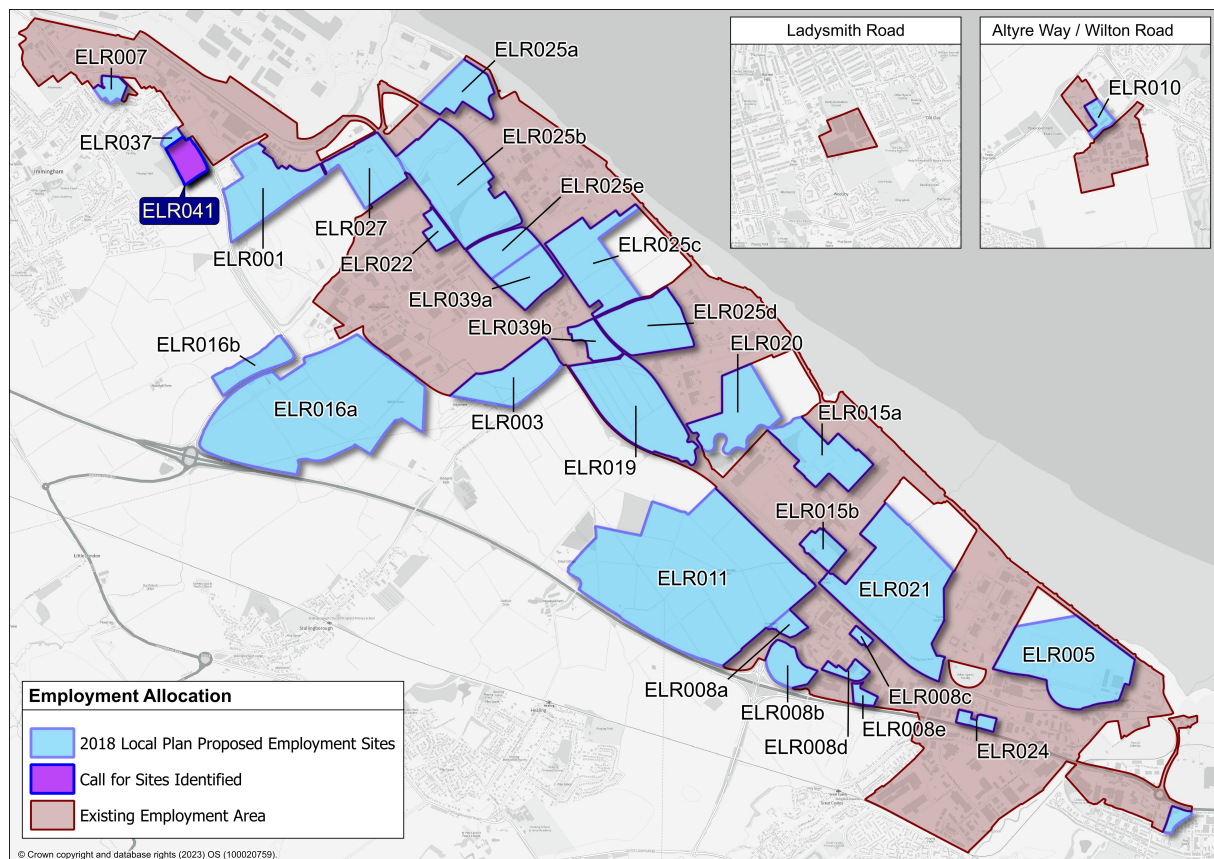 Ladysmith Road
Altyre Way / Wilton Road
ELR010
ELR007
ELR025a
ELR037
ELR025b
Immingham
ELR025e
ELR041
ELR027
ELR025c
ELR001
ELR022
ELR039a
ELR025d
ELR039b
ELR016b
ELR020
ELR016a
ELR003
ELR015a
ELR019
ELR015b
ELR011
ELR021
Stallingborough
ELR005
ELR008a
ELR008c
ELR008b
ELR008e
ELR008d
ELR024
Healing
Employment Allocation
2018 Local Plan Proposed Employment Sites
Call for Sites Identified
Existing Employment Area
© Crown copyright and database rights (2023) OS (100020759).